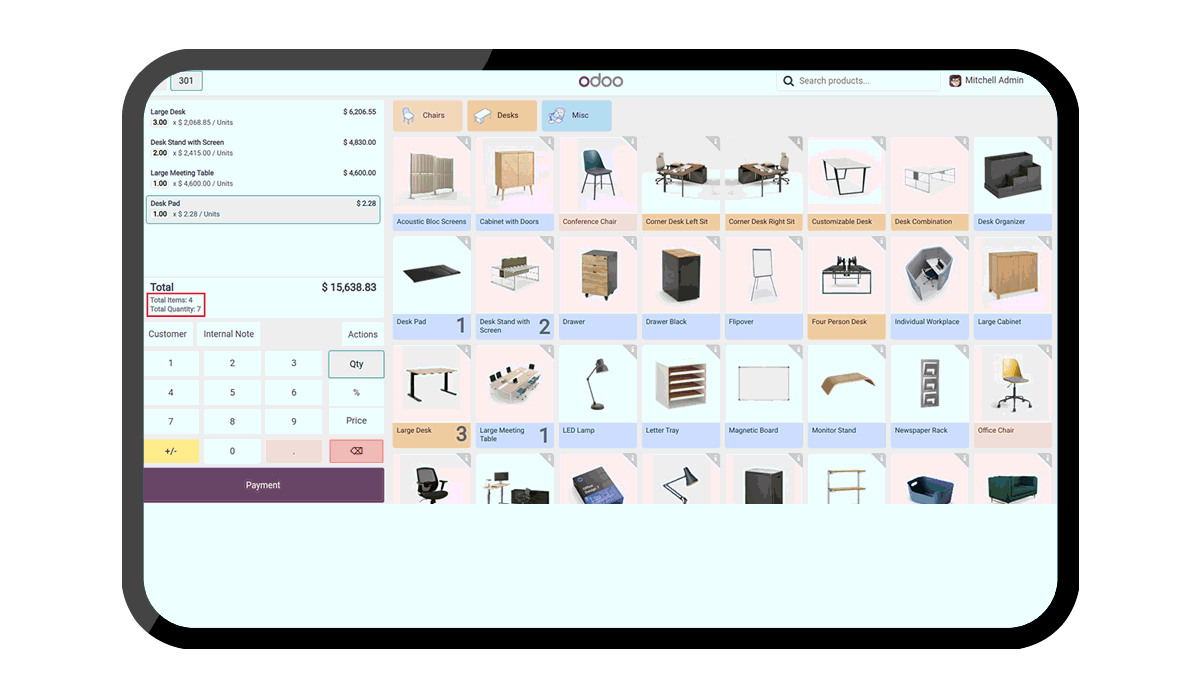 301
odoo
Search products...
Mitchell Admin
Large Desk $ 6,206.55
3.00 x $ 2,068.85 / Units
Desk Stand with Screen $ 4,830.00
2.00 x $ 2,415.00 / Units
Large Meeting Table $ 4,600.00
1.00 x $ 4,600.00 / Units
Desk Pad $ 2.28
1.00 x $ 2.28 / Units
Total $ 15,638.83
Total Items: 4
Total Quantity: 7
Customer Internal Note Actions
1 2 3 Qty
4 5 6 %
7 8 9 Price
+/- 0 .
Payment
Chairs Desks Misc
Acoustic Bloc Screens Cabinet with Doors Conference Chair Corner Desk Left Sit Corner Desk Right Sit Customizable Desk Desk Combination Desk Organizer
Desk Pad 1 Desk Stand with Screen 2 Drawer Drawer Black Flipover Four Person Desk Individual Workplace Large Cabinet
Large Desk 3 Large Meeting Table 1 LED Lamp Letter Tray Magnetic Board Monitor Stand Newspaper Rack Office Chair